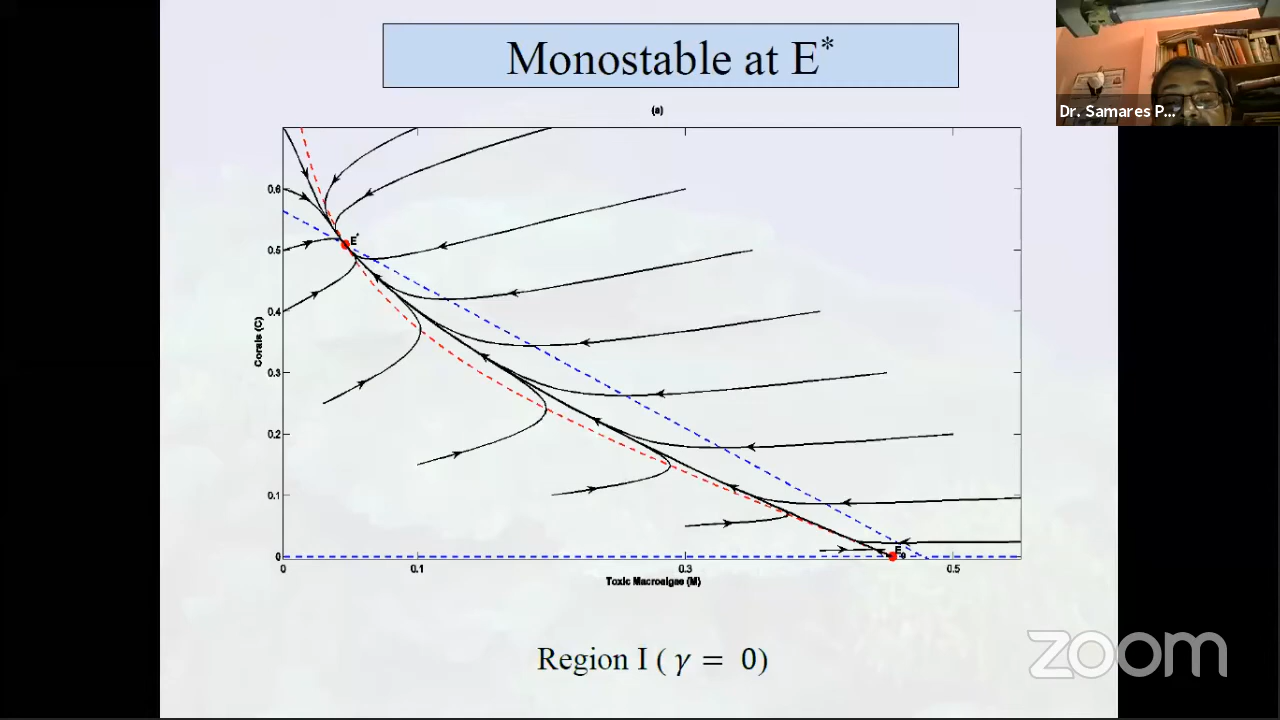 Monostable at E*
Dr. Samares P...
(a)
0.6
E*
0.5
0.4
Corals (C)
0.3
0.2
0.1
E0
0
0
0.1
0.3
0.5
Toxic Macroalgae (M)
Region I ( γ = 0)
zoom